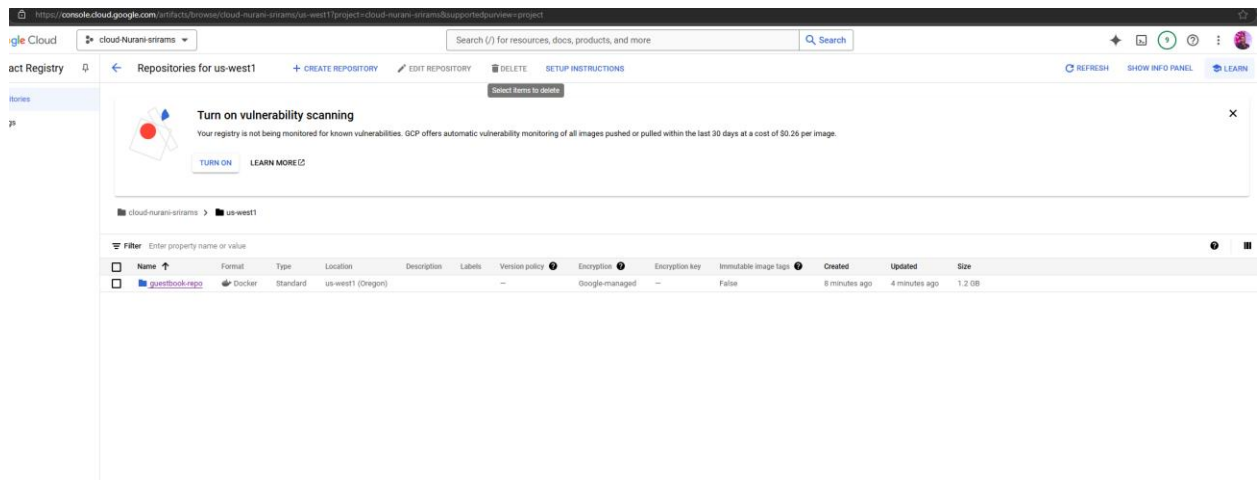 https://console.cloud.google.com/artifacts/browse/cloud-nurani-srirams/us-west1?project=cloud-nurani-srirams&supportedpurview=project
gle Cloud cloud-Nurani-srirams Search (/) for resources, docs, products, and more Search 9
act Registry Repositories for us-west1 + CREATE REPOSITORY EDIT REPOSITORY DELETE SETUP INSTRUCTIONS REFRESH SHOW INFO PANEL LEARN
Select items to delete
itories
gs
Turn on vulnerability scanning
Your registry is not being monitored for known vulnerabilities. GCP offers automatic vulnerability monitoring of all images pushed or pulled within the last 30 days at a cost of $0.26 per image.
TURN ON LEARN MORE
cloud-nurani-srirams > us-west1
Filter Enter property name or value
Name Format Type Location Description Labels Version policy Encryption Encryption key Immutable image tags Created Updated Size
guestbook-repo Docker Standard us-west1 (Oregon) — Google-managed — False 8 minutes ago 4 minutes ago 1.2 GB